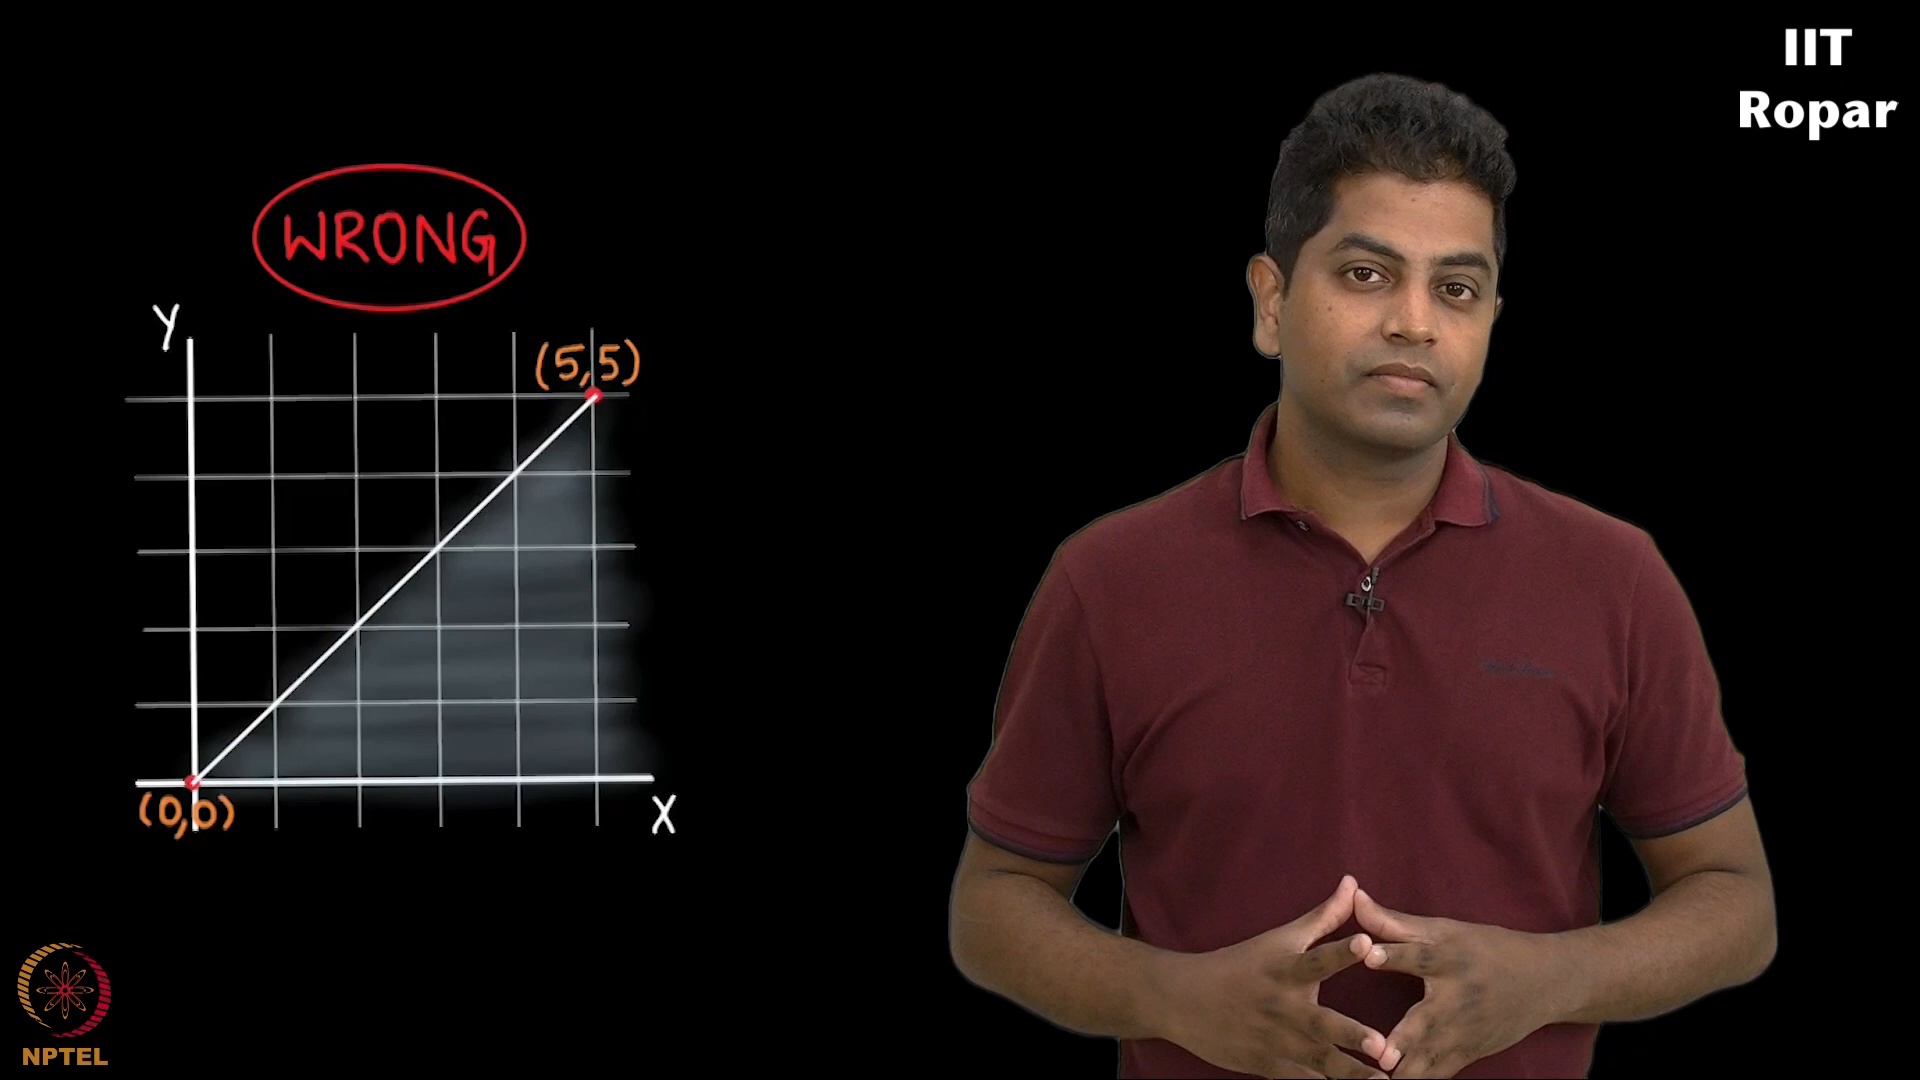 IIT
Ropar
WRONG
Y
(5,5)
(0,0)
X
NPTEL